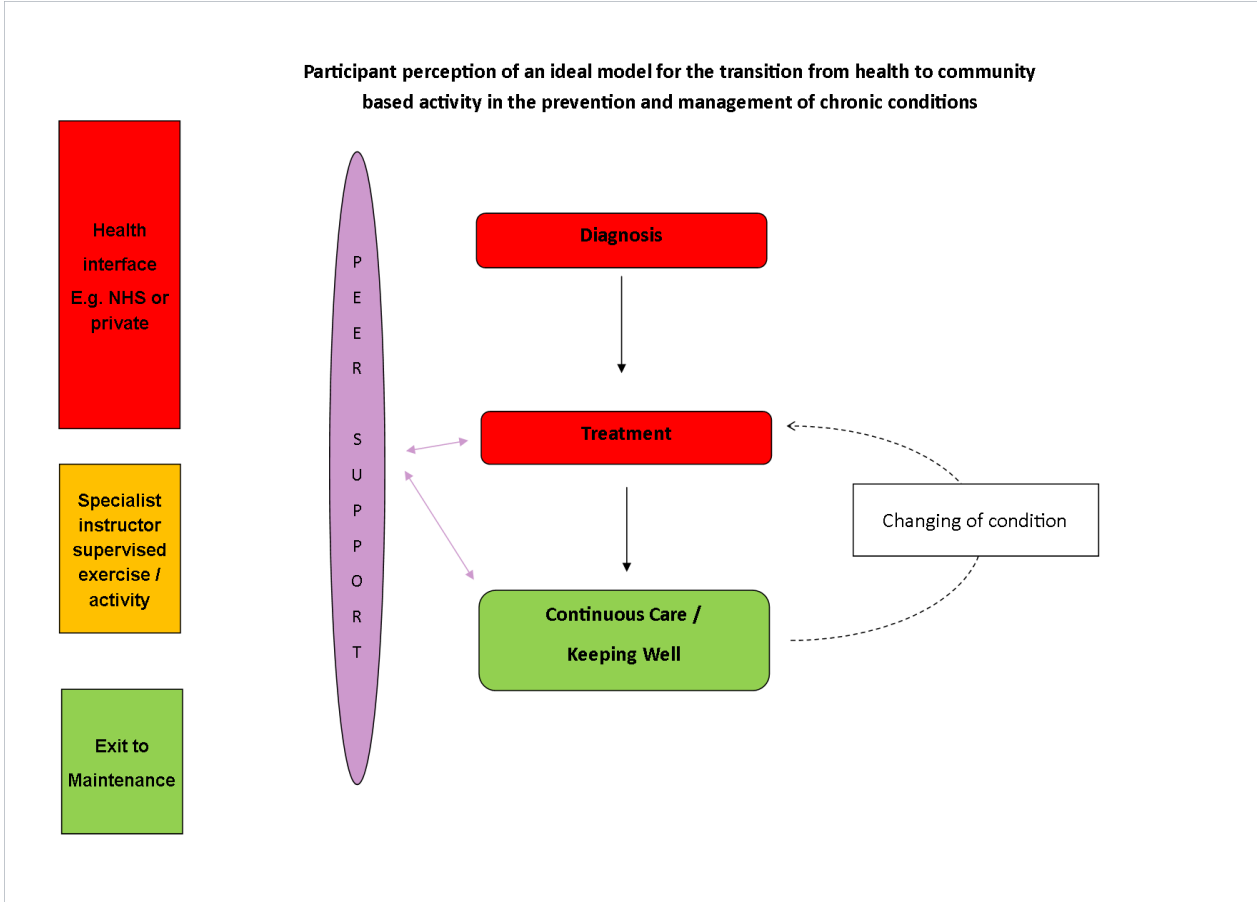 Participant perception of an ideal model for the transition from health to community
based activity in the prevention and management of chronic conditions
Health
interface
E.g. NHS or
private
Specialist
instructor
supervised
exercise /
activity
Exit to
Maintenance
P
E
E
R
S
U
P
P
O
R
T
Diagnosis
Treatment
Continuous Care /
Keeping Well
Changing of condition